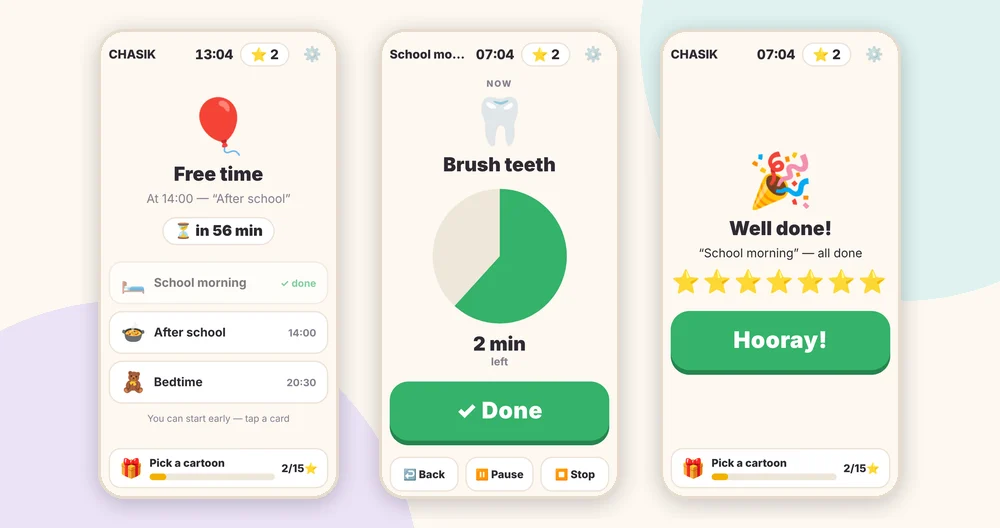 CHASIK 13:04 ⭐ 2
Free time
At 14:00 — “After school”
⏳ in 56 min
School morning ✓ done
After school 14:00
Bedtime 20:30
You can start early — tap a card
Pick a cartoon 2/15⭐
School mo... 07:04 ⭐ 2
NOW
Brush teeth
2 min
left
✓ Done
Back
Pause
Stop
CHASIK 07:04 ⭐ 2
Well done!
“School morning” — all done
Hooray!
Pick a cartoon 2/15⭐